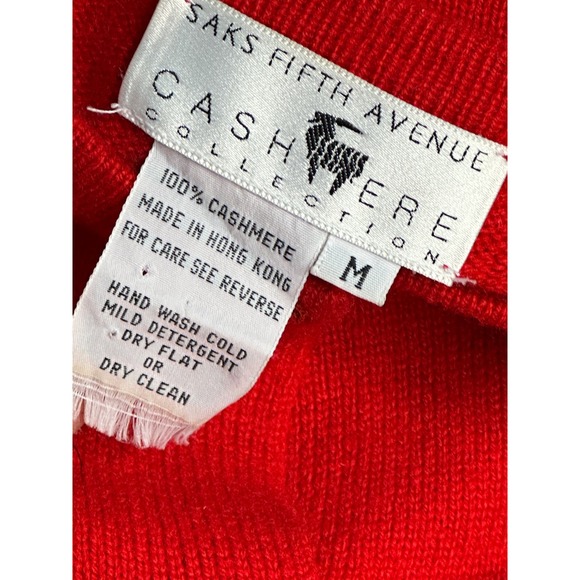 SAKS FIFTH AVENUE
CASHMERE
COLLECTION
M
100% CASHMERE
MADE IN HONG KONG
FOR CARE SEE REVERSE
HAND WASH COLD
MILD DETERGENT
DRY FLAT
OR
DRY CLEAN